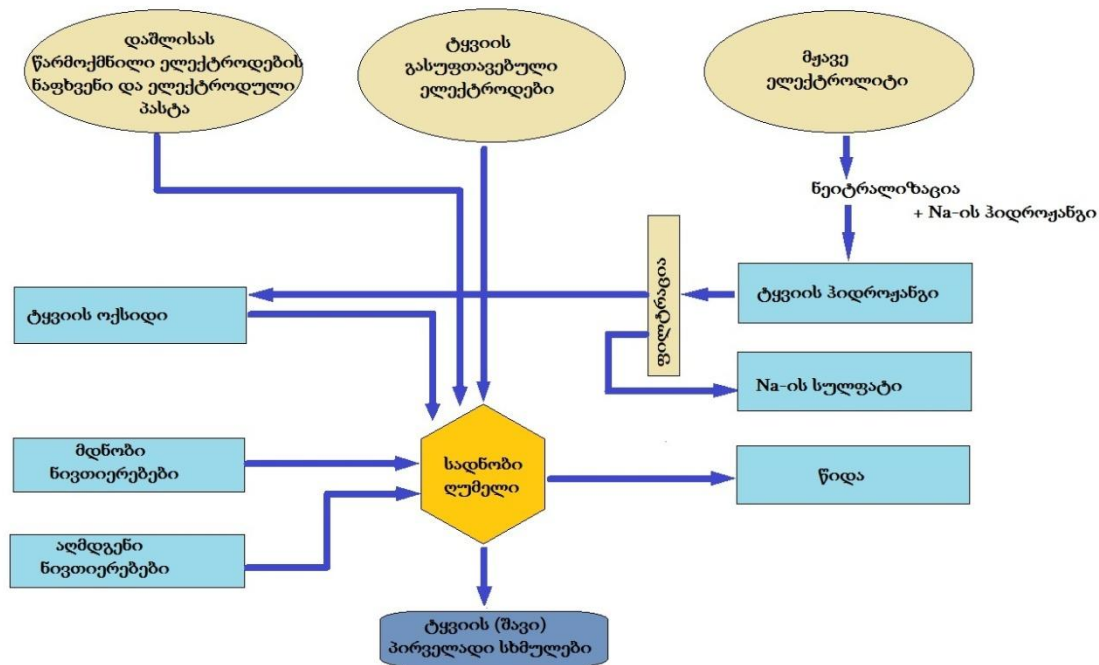 დაშლისას
წარმოქმნილი ელექტროდების
ნაფხვენი და ელექტროდული
პასტა
ტყვიის
გასუფთავებული
ელექტროდები
მჟავე
ელექტროლიტი
ნეიტრალიზაცია
+ Na-ის ჰიდროჟანგი
ფილტრაცია
ტყვიის ჰიდროჟანგი
ტყვიის ოქსიდი
Na-ის სულფატი
მდნობი
ნივთიერებები
სადნობი
ღუმელი
წიდა
აღმდგენი
ნივთიერებები
ტყვიის (შავი)
პირველადი სხმულები